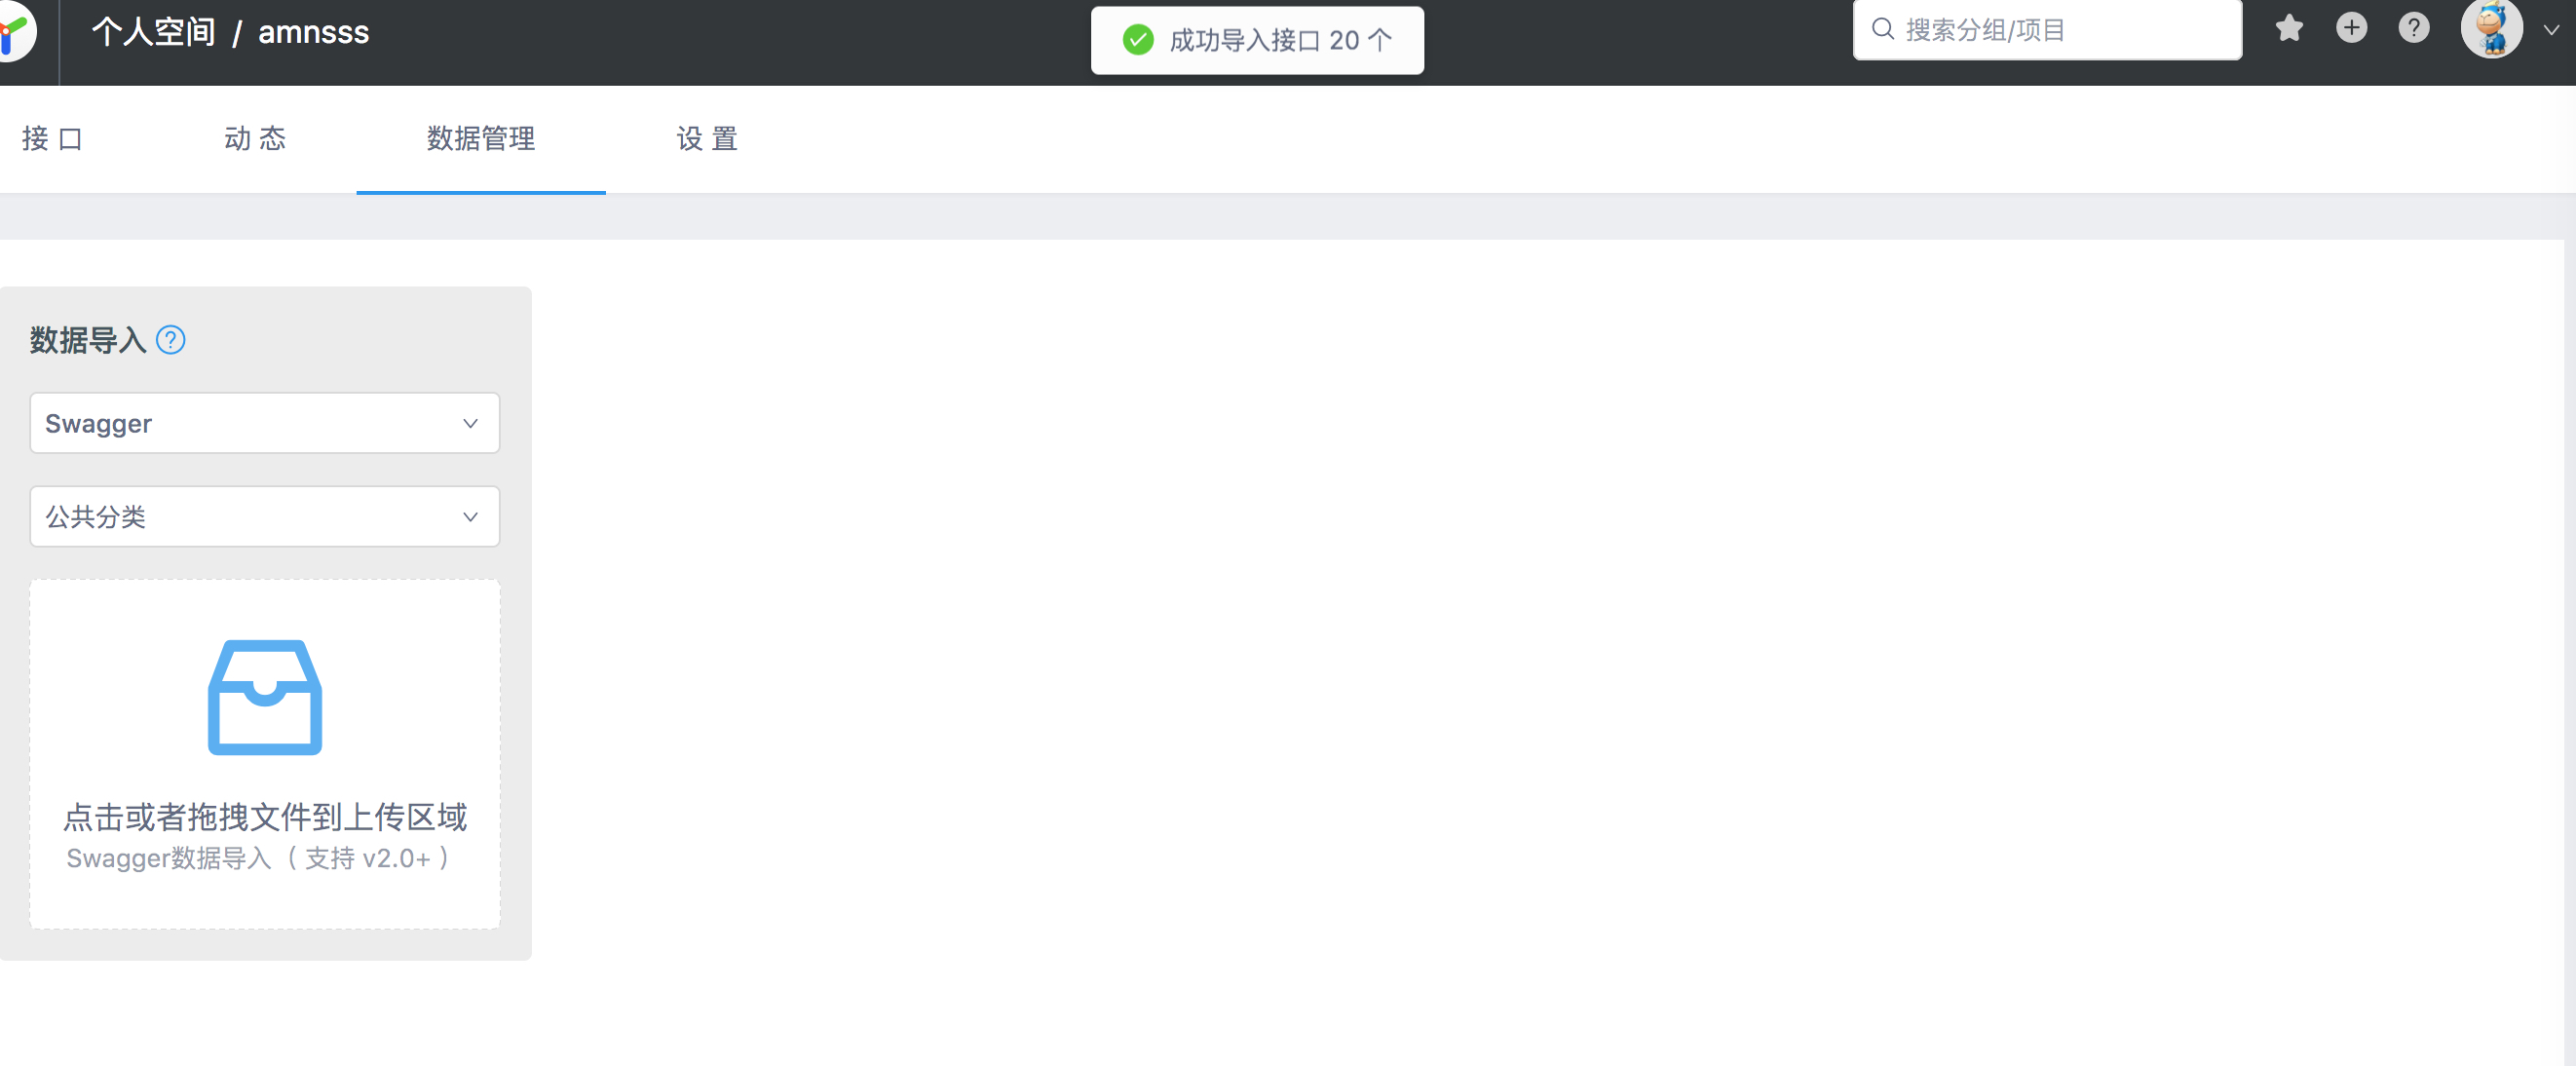 个人空间 / amnsss
成功导入接口 20 个
搜索分组/项目
接 口
动 态
数据管理
设 置
数据导入
Swagger
公共分类
点击或者拖拽文件到上传区域
Swagger数据导入（ 支持 v2.0+ ）